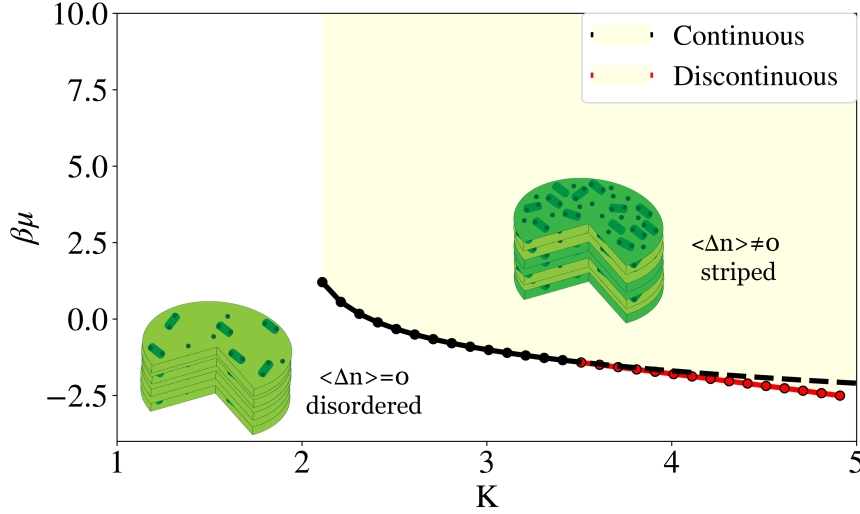 10.0
7.5
5.0
2.5
0.0
−2.5
βμ
Continuous
Discontinuous
<Δn>≠0
striped
<Δn>=0
disordered
1
2
3
4
5
K